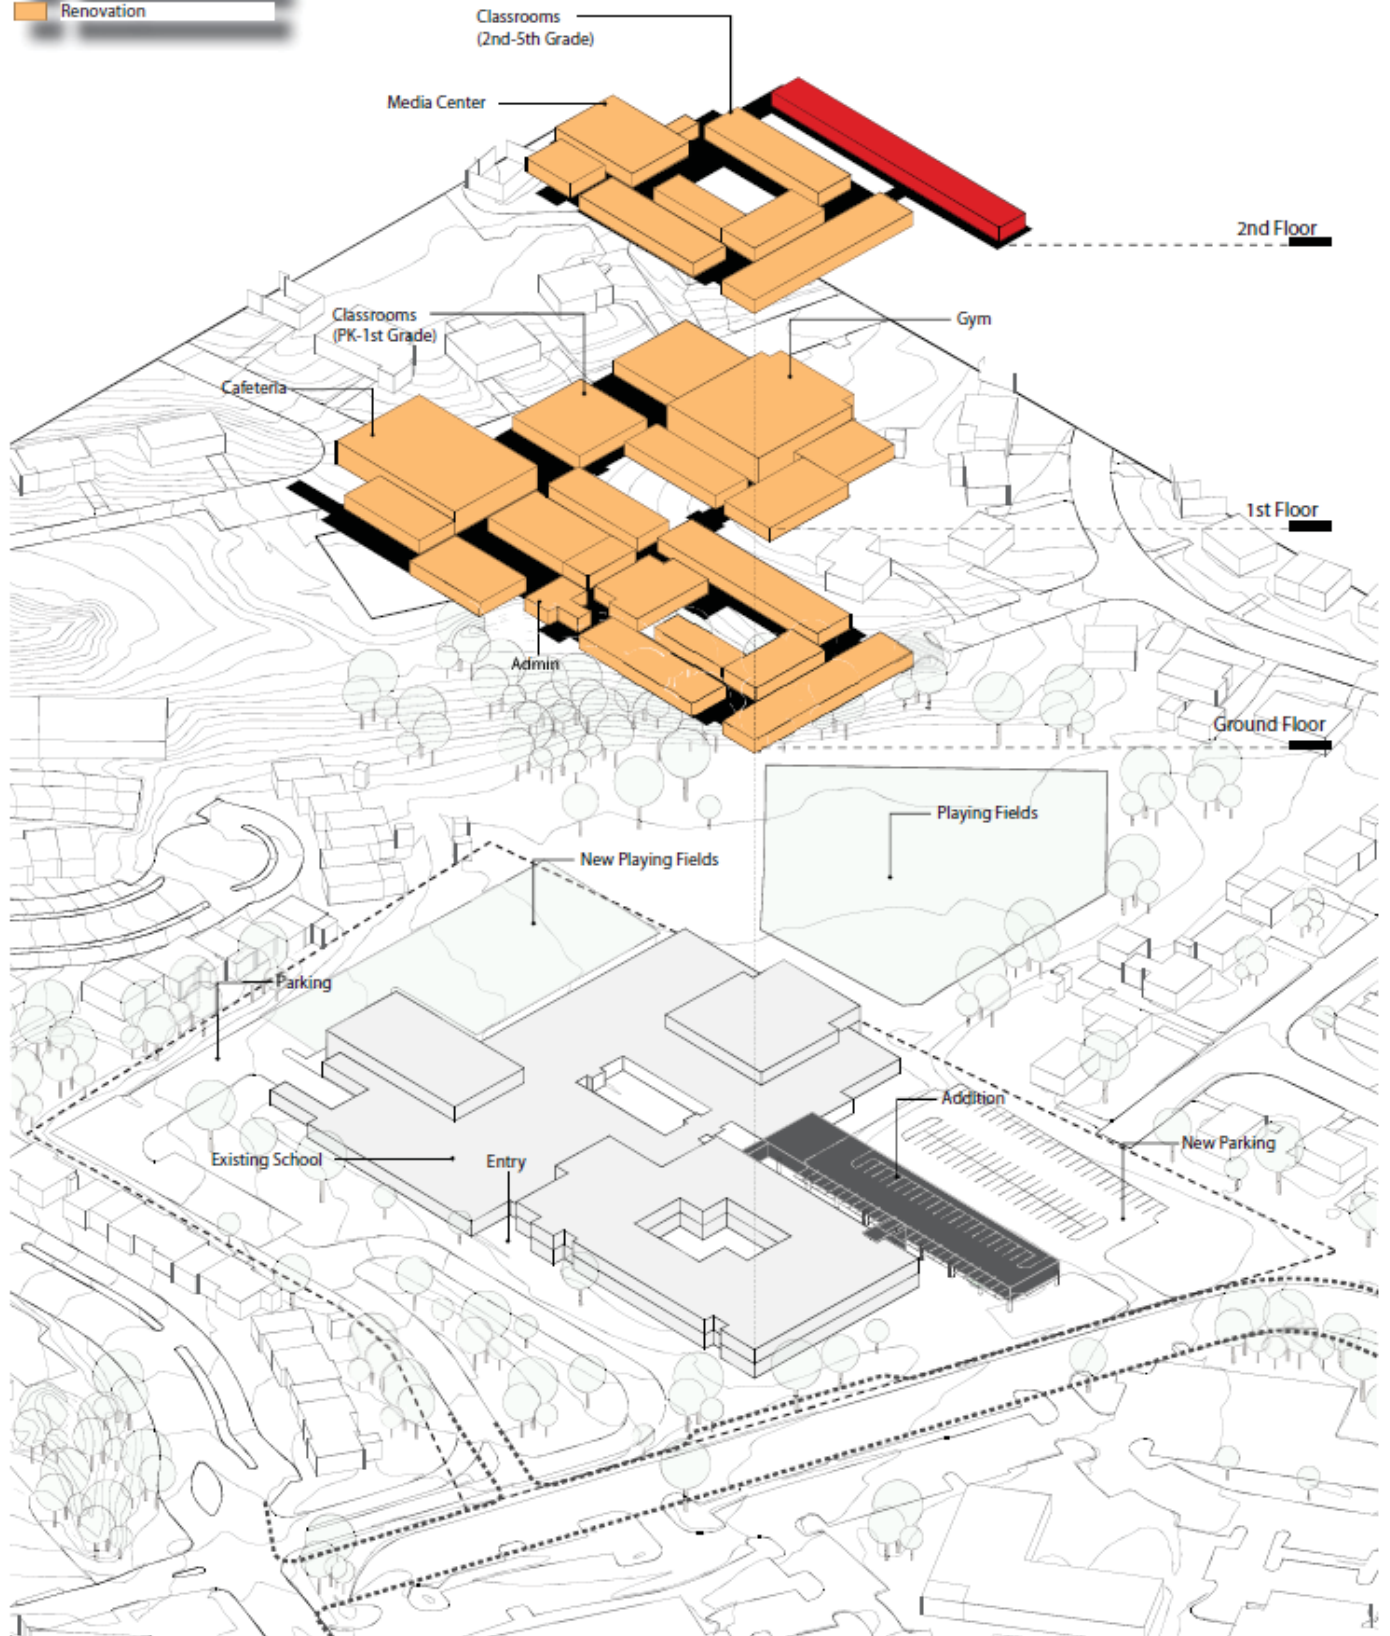 Renovation
Classrooms
(2nd-5th Grade)
Media Center
2nd Floor
Classrooms
(PK-1st Grade)
Gym
Cafeteria
1st Floor
Admin
Ground Floor
Playing Fields
New Playing Fields
Parking
Addition
New Parking
Existing School
Entry